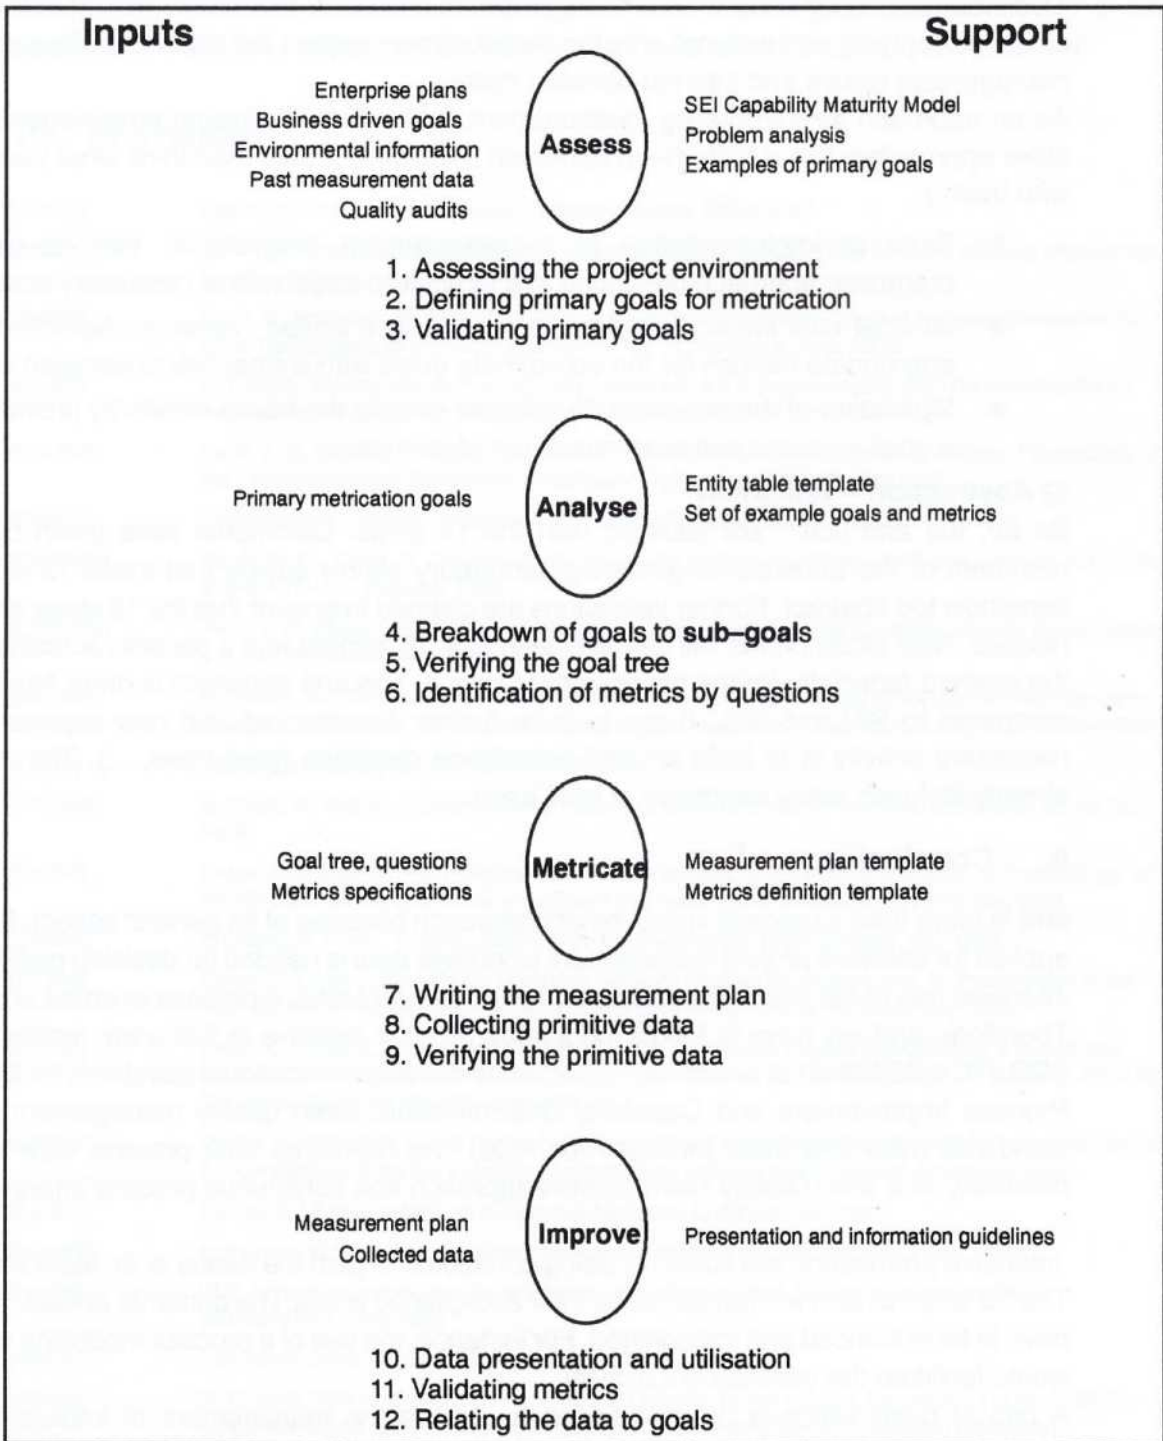 Inputs
Support
Enterprise plans
Business driven goals
Environmental information
Past measurement data
Quality audits
Assess
SEI Capability Maturity Model
Problem analysis
Examples of primary goals
1. Assessing the project environment
2. Defining primary goals for metrication
3. Validating primary goals
Primary metrication goals
Analyse
Entity table template
Set of example goals and metrics
4. Breakdown of goals to sub–goals
5. Verifying the goal tree
6. Identification of metrics by questions
Goal tree, questions
Metrics specifications
Metricate
Measurement plan template
Metrics definition template
7. Writing the measurement plan
8. Collecting primitive data
9. Verifying the primitive data
Measurement plan
Collected data
Improve
Presentation and information guidelines
10. Data presentation and utilisation
11. Validating metrics
12. Relating the data to goals